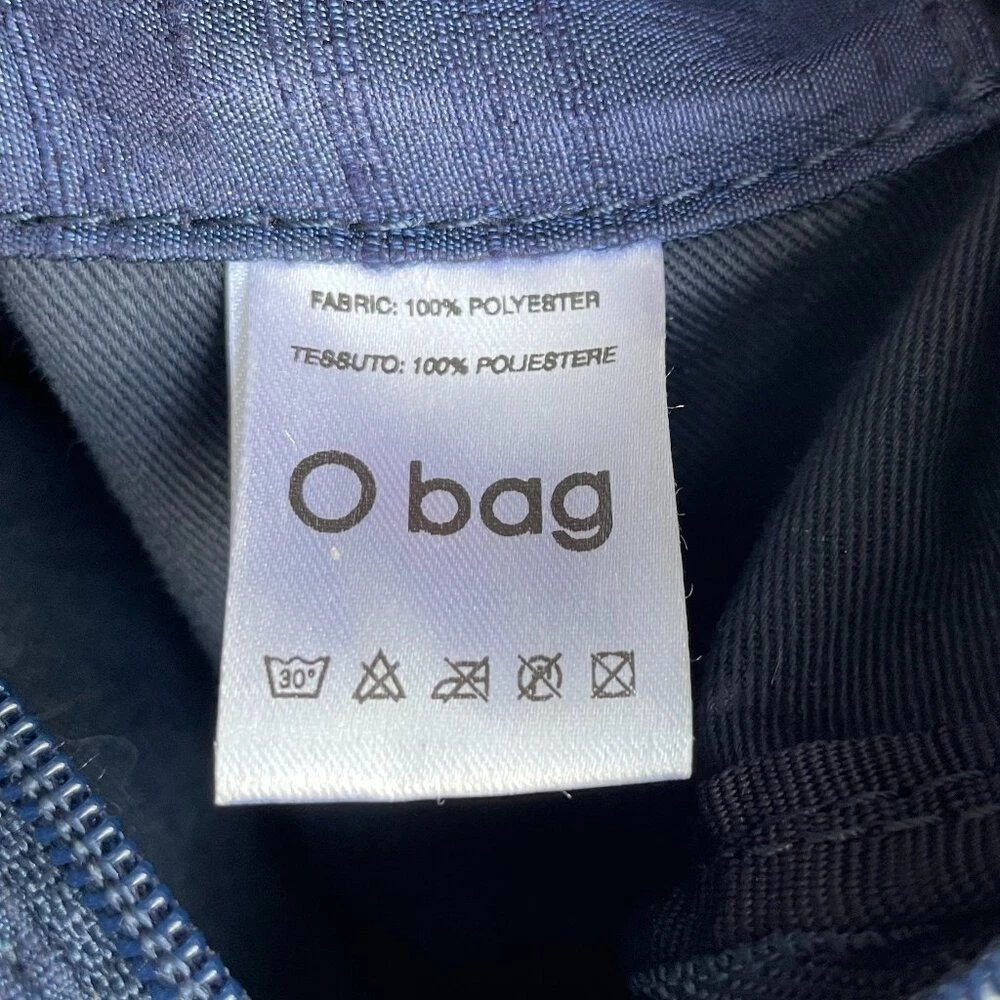 FABRIC: 100% POLYESTER
TESSUTO: 100% POLIESTERE
O bag
30°